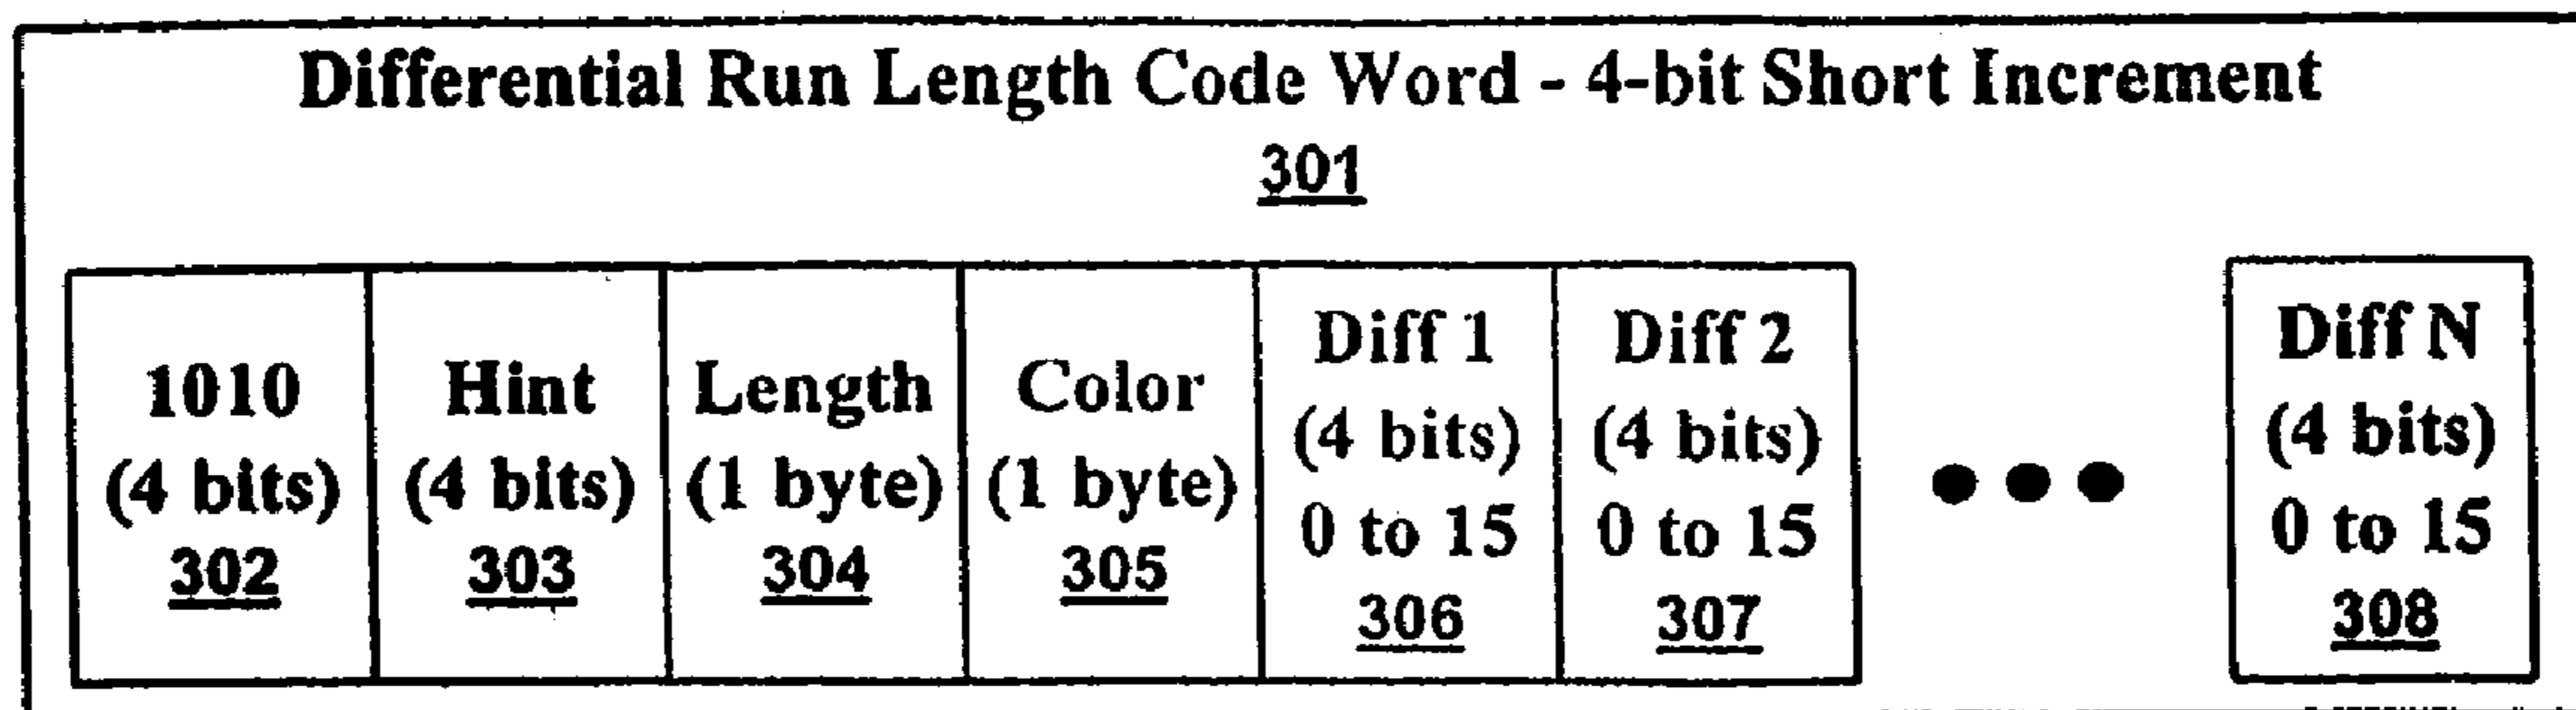 Differential Run Length Code Word - 4-bit Short Increment
301
1010
(4 bits)
302
Hint
(4 bits)
303
Length
(1 byte)
304
Color
(1 byte)
305
Diff 1
(4 bits)
0 to 15
306
Diff 2
(4 bits)
0 to 15
307
Diff N
(4 bits)
0 to 15
308